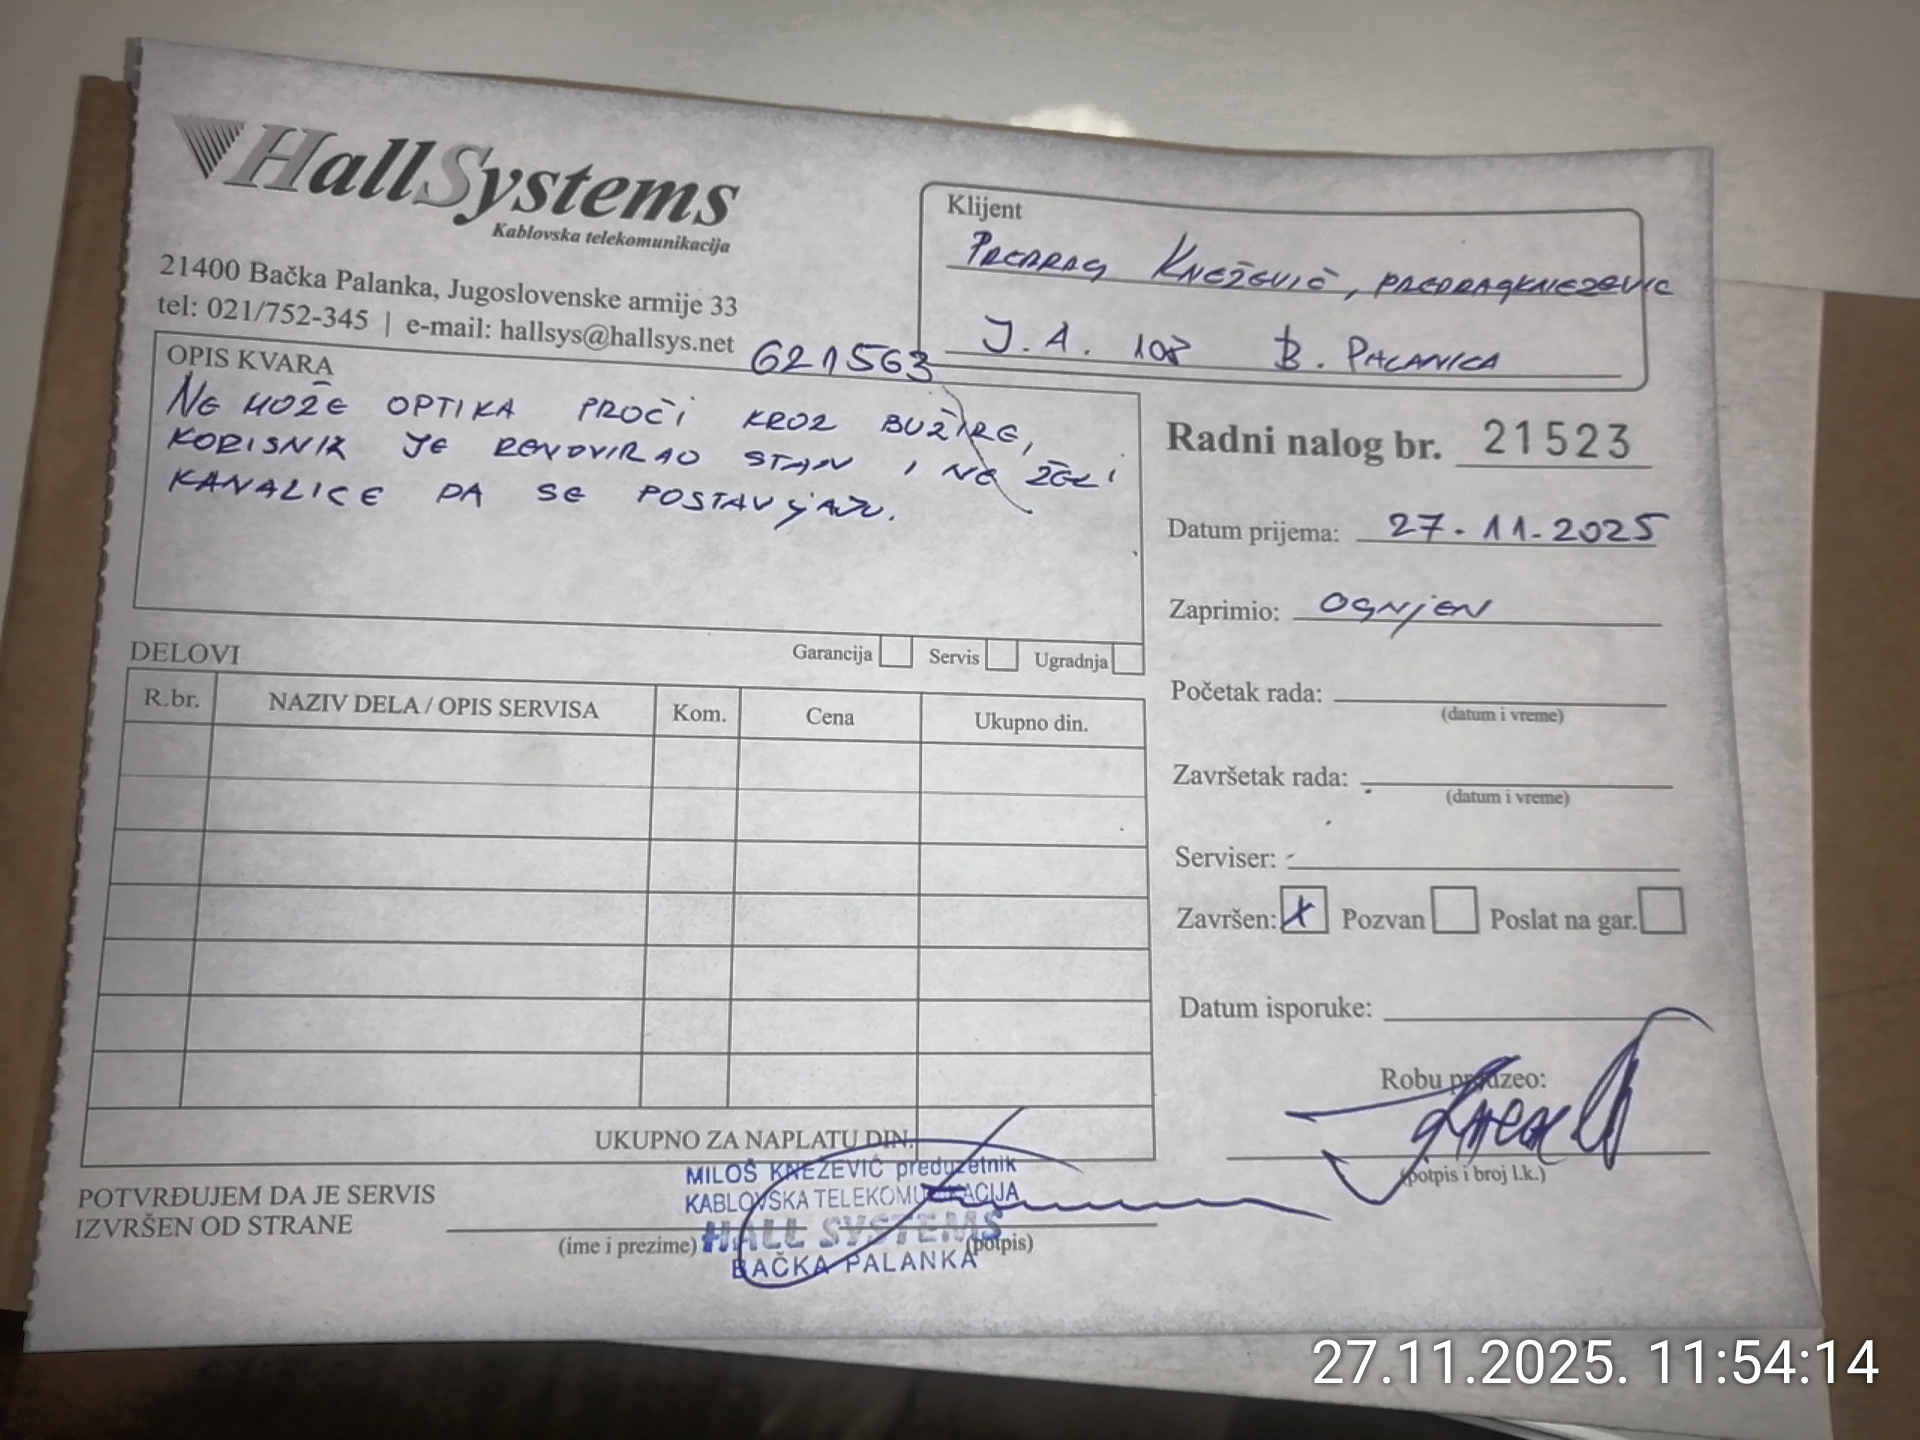 HallSystems
Kablovska telekomunikacija
21400 Bačka Palanka, Jugoslovenske armije 33
tel: 021/752-345 | e-mail: hallsys@hallsys.net
Klijent
PREDRAG KNEŽEVIĆ, PREDRAGKNEZEVIC
J.A. 108 B. PALANKA
621563
OPIS KVARA
NE MOŽE OPTIKA PROĆI KROZ BUŽIRE,
KORISNIK JE RENOVIRAO STAN I NE ŽELI
KANALICE DA SE POSTAVLJAJU.
Garancija Servis Ugradnja
Radni nalog br. 21523
Datum prijema: 27.11.2025
Zaprimio: OGNJEN
Početak rada:
(datum i vreme)
Završetak rada:
(datum i vreme)
Serviser:
Završen: X Pozvan Poslat na gar.
Datum isporuke:
Robu preuzeo:
(potpis i broj l.k.)
DELOVI
R.br. NAZIV DELA / OPIS SERVISA Kom. Cena Ukupno din.
UKUPNO ZA NAPLATU DIN.
POTVRĐUJEM DA JE SERVIS
IZVRŠEN OD STRANE
(ime i prezime) (potpis)
MILOŠ KNEŽEVIĆ preduzetnik
KABLOVSKA TELEKOMUNIKACIJA
HALL SYSTEMS
BAČKA PALANKA
27.11.2025. 11:54:14